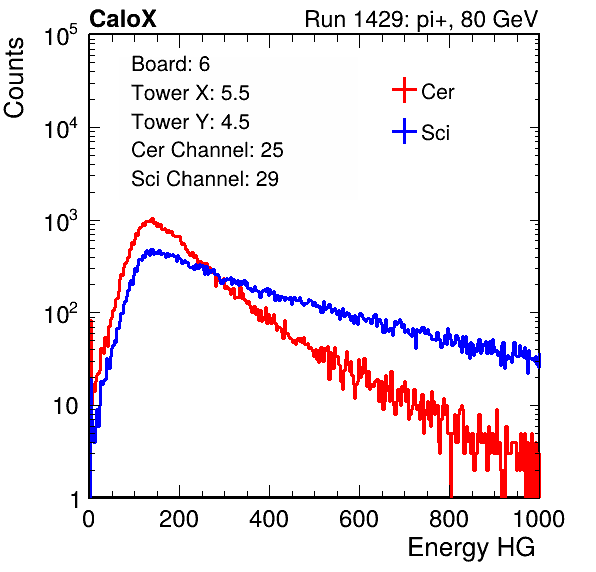 CaloX Run 1429: pi+, 80 GeV
Board: 6
Tower X: 5.5
Tower Y: 4.5
Cer Channel: 25
Sci Channel: 29
Cer
Sci
Counts
10^5
10^4
10^3
10^2
10
1
0 200 400 600 800 1000
Energy HG